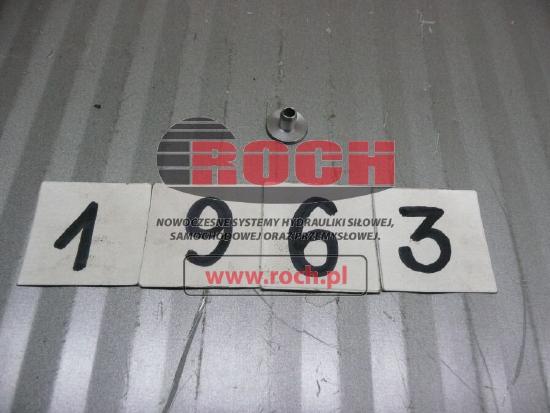 ROCH
NOWOCZESNE SYSTEMY HYDRAULIKI SIŁOWEJ,
SAMOCHODOWEJ ORAZ PRZEMYSŁOWEJ.
1 9 6 3
www.roch.pl